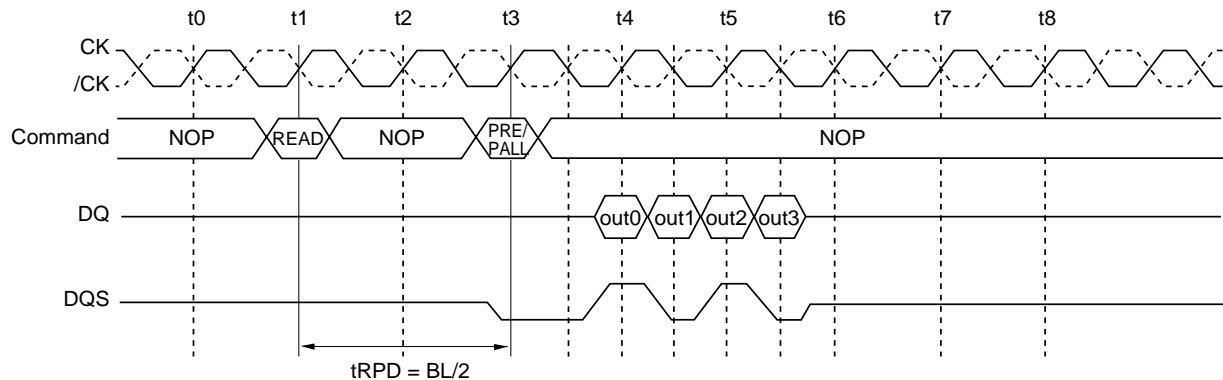 t0 t1 t2 t3 t4 t5 t6 t7 t8
CK
/CK
Command NOP READ NOP PRE/ PALL NOP
DQ out0 out1 out2 out3
DQS
tRPD = BL/2